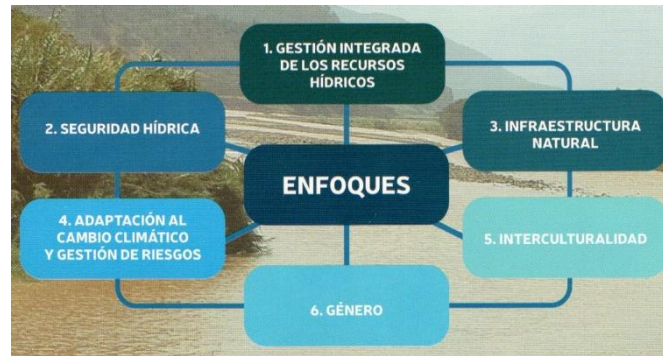 1. GESTIÓN INTEGRADA
DE LOS RECURSOS
HÍDRICOS
2. SEGURIDAD HÍDRICA
3. INFRAESTRUCTURA
NATURAL
ENFOQUES
4. ADAPTACIÓN AL
CAMBIO CLIMÁTICO
Y GESTIÓN DE RIESGOS
5. INTERCULTURALIDAD
6. GÉNERO